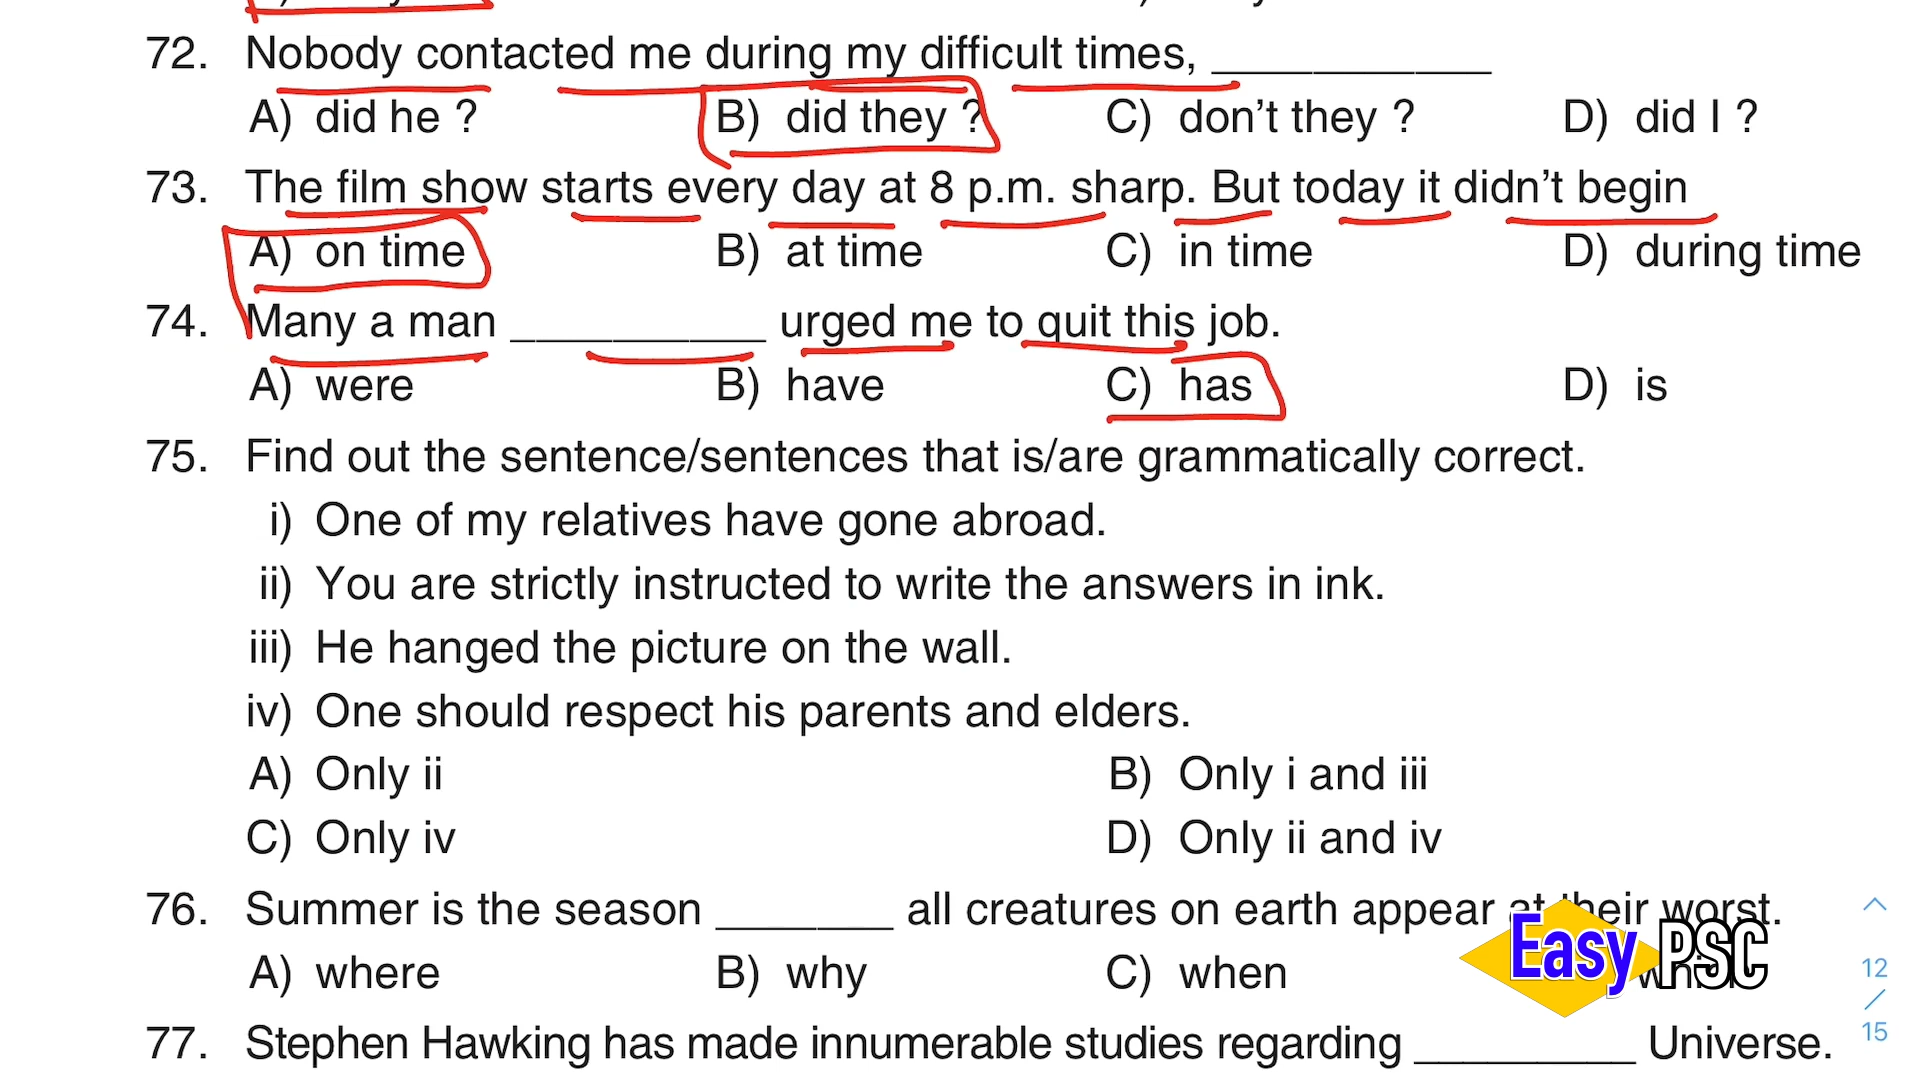 72. Nobody contacted me during my difficult times, ___________
A) did he ? B) did they ? C) don't they ? D) did I ?
73. The film show starts every day at 8 p.m. sharp. But today it didn't begin
A) on time B) at time C) in time D) during time
74. Many a man __________ urged me to quit this job.
A) were B) have C) has D) is
75. Find out the sentence/sentences that is/are grammatically correct.
i) One of my relatives have gone abroad.
ii) You are strictly instructed to write the answers in ink.
iii) He hanged the picture on the wall.
iv) One should respect his parents and elders.
A) Only ii B) Only i and iii
C) Only iv D) Only ii and iv
76. Summer is the season _______ all creatures on earth appear at their worst.
A) where B) why C) when
Easy PSC
12
/
15
77. Stephen Hawking has made innumerable studies regarding _________ Universe.